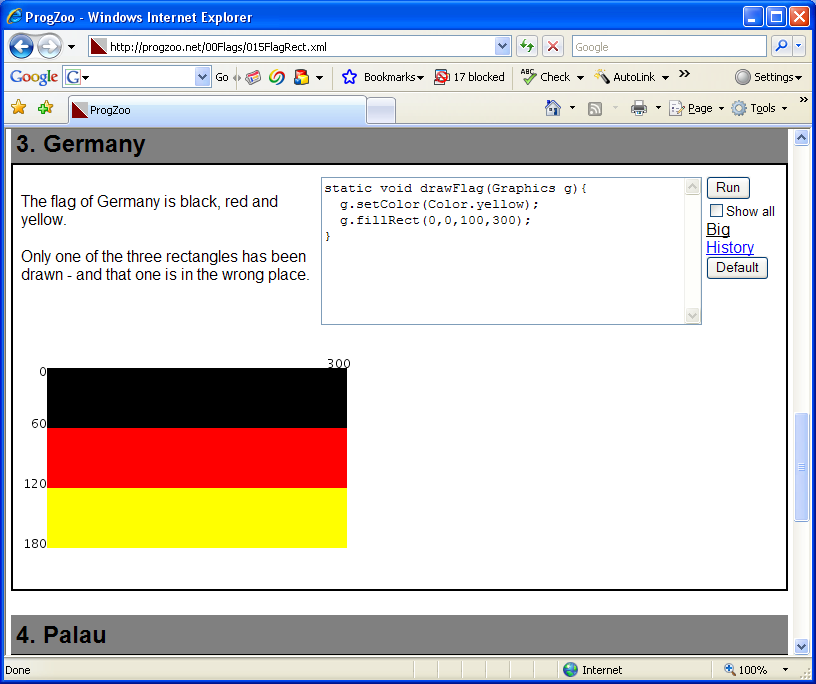 ProgZoo - Windows Internet Explorer
http://progzoo.net/00Flags/015FlagRect.xml
Google
Google G Go Bookmarks 17 blocked ABC Check AutoLink » Settings
ProgZoo Page Tools »
3. Germany
The flag of Germany is black, red and
yellow.
Only one of the three rectangles has been
drawn - and that one is in the wrong place.
static void drawFlag(Graphics g){
g.setColor(Color.yellow);
g.fillRect(0,0,100,300);
}
Run
Show all
Big
History
Default
300
0
60
120
180
4. Palau
Done Internet 100%